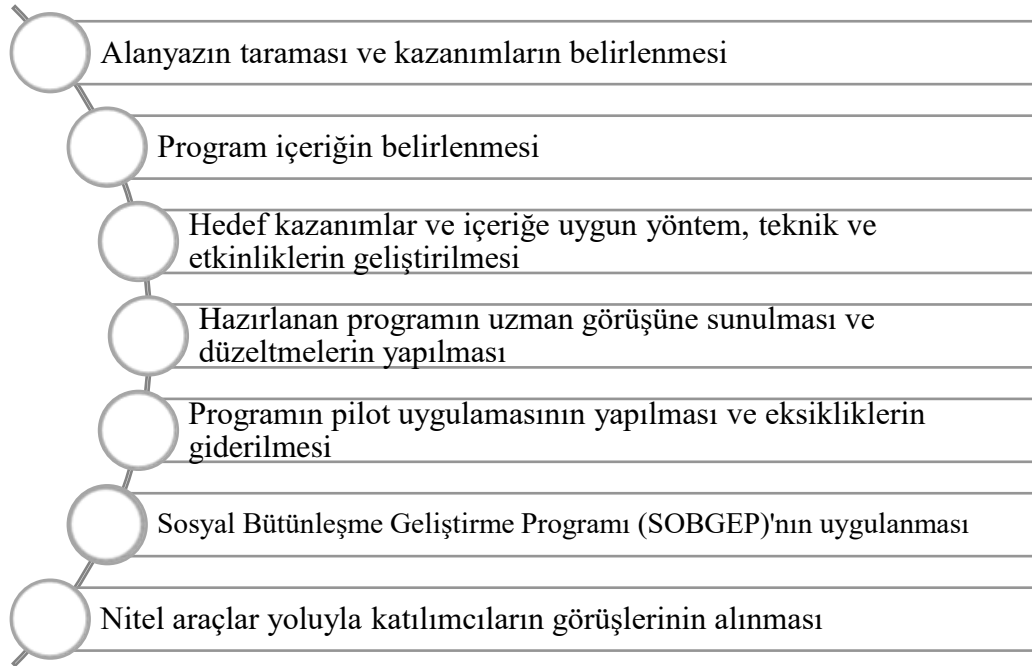 Alanyazın taraması ve kazanımların belirlenmesi
Program içeriğin belirlenmesi
Hedef kazanımlar ve içeriğe uygun yöntem, teknik ve
etkinliklerin geliştirilmesi
Hazırlanan programın uzman görüşüne sunulması ve
düzeltmelerin yapılması
Programın pilot uygulamasının yapılması ve eksikliklerin
giderilmesi
Sosyal Bütünleşme Geliştirme Programı (SOBGEP)'nın uygulanması
Nitel araçlar yoluyla katılımcıların görüşlerinin alınması